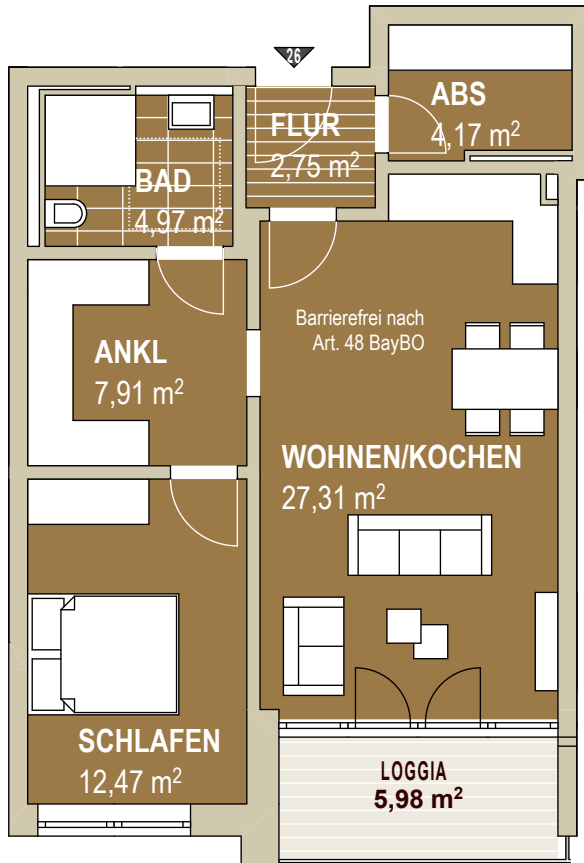 26
ABS
4,17 m²
FLUR
2,75 m²
BAD
4,97 m²
Barrierefrei nach
Art. 48 BayBO
ANKL
7,91 m²
WOHNEN/KOCHEN
27,31 m²
SCHLAFEN
12,47 m²
LOGGIA
5,98 m²